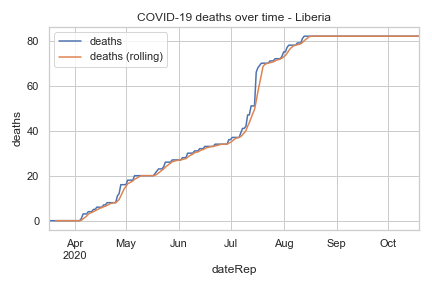 COVID-19 deaths over time - Liberia
deaths
deaths (rolling)
80
60
40
20
0
deaths
Apr May Jun Jul Aug Sep Oct
2020
dateRep